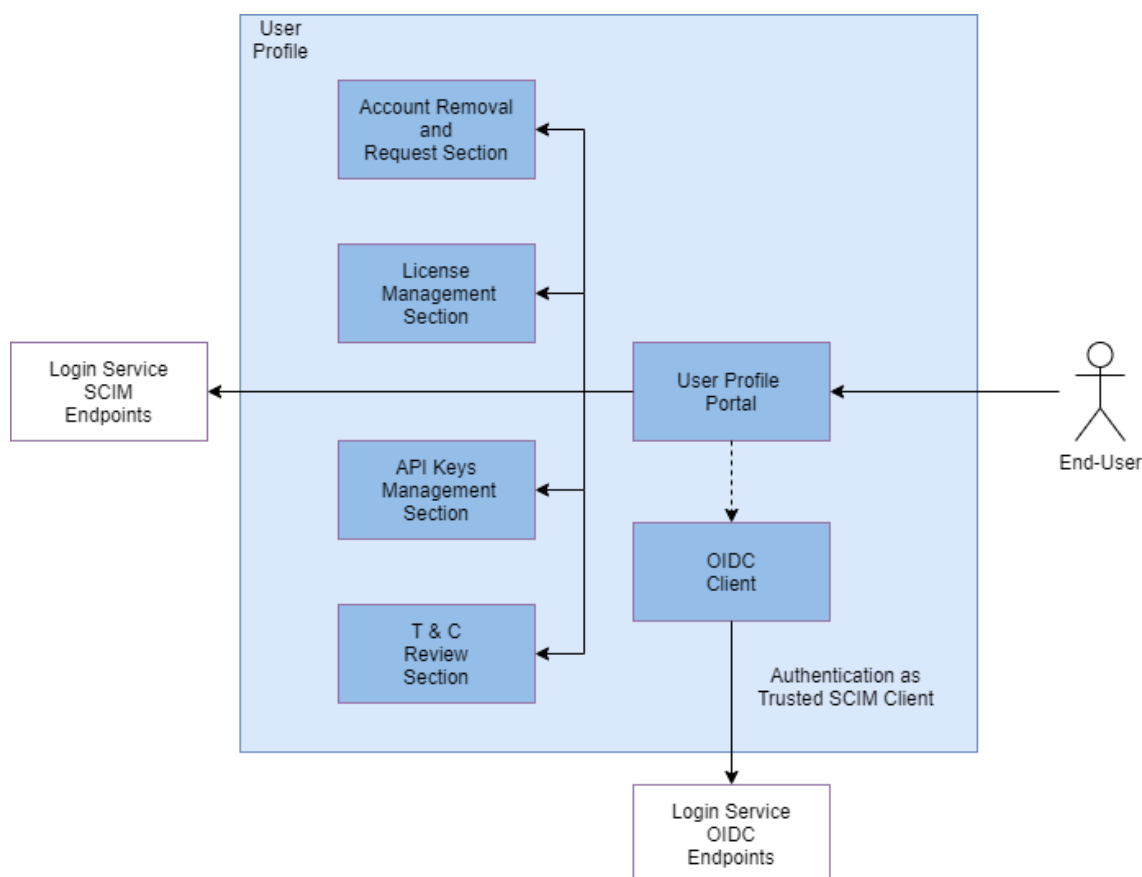 User
Profile
Account Removal
and
Request Section
License
Management
Section
Login Service
SCIM
Endpoints
User Profile
Portal
End-User
API Keys
Management
Section
OIDC
Client
T & C
Review
Section
Authentication as
Trusted SCIM Client
Login Service
OIDC
Endpoints